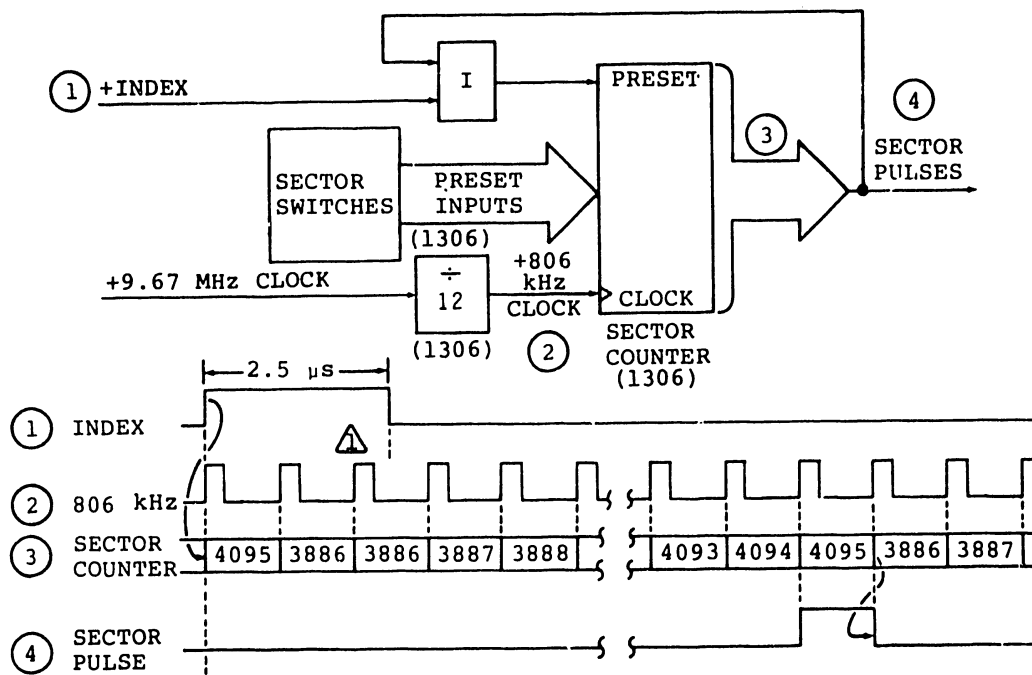 1 +INDEX
I
PRESET
3
4
SECTOR
PULSES
SECTOR
SWITCHES
PRESET
INPUTS
(1306)
+9.67 MHz CLOCK
÷
12
(1306)
+806
kHz
CLOCK
2
CLOCK
SECTOR
COUNTER
(1306)
2.5 µs
1 INDEX
1
2 806 kHz
3 SECTOR
COUNTER
4095 3886 3886 3887 3888 4093 4094 4095 3886 3887
4 SECTOR
PULSE